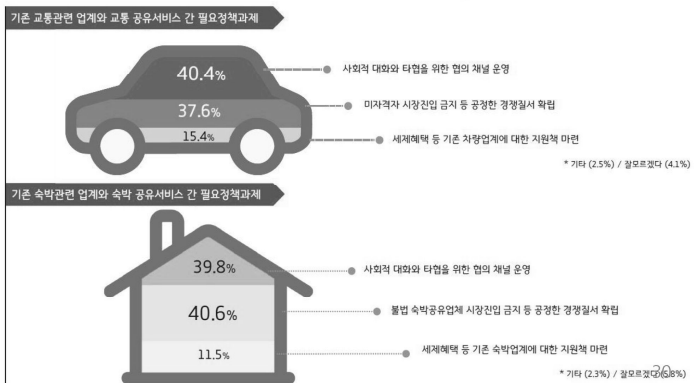 기존 교통관련 업계와 교통 공유서비스 간 필요정책과제
40.4%
사회적 대화와 타협을 위한 협의 채널 운영
37.6%
미자격자 시장진입 금지 등 공정한 경쟁질서 확립
15.4%
세제혜택 등 기존 차량업계에 대한 지원책 마련
* 기타 (2.5%) / 잘모르겠다 (4.1%)
기존 숙박관련 업계와 숙박 공유서비스 간 필요정책과제
39.8%
사회적 대화와 타협을 위한 협의 채널 운영
40.6%
불법 숙박공유업체 시장진입 금지 등 공정한 경쟁질서 확립
11.5%
세제혜택 등 기존 숙박업계에 대한 지원책 마련
* 기타 (2.3%) / 잘모르겠다(5.8%)
30